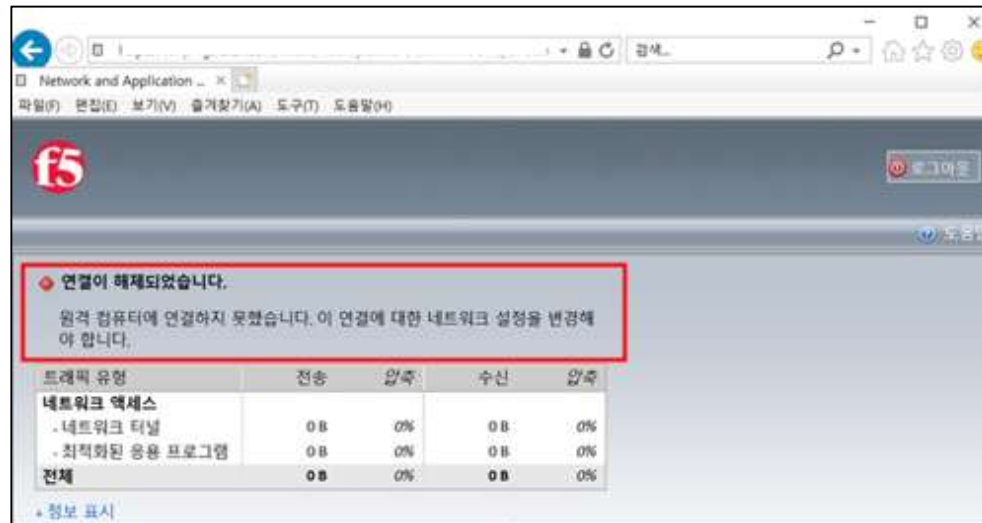 검색...
Network and Application ...
파일(F) 편집(E) 보기(V) 즐겨찾기(A) 도구(T) 도움말(H)
f5
로그아웃
연결이 해제되었습니다.
원격 컴퓨터에 연결하지 못했습니다. 이 연결에 대한 네트워크 설정을 변경해
야 합니다.
트래픽 유형 전송 압축 수신 압축
네트워크 액세스
네트워크 터널 0 B 0% 0 B 0%
최적화된 응용 프로그램 0 B 0% 0 B 0%
전체 0 B 0% 0 B 0%
정보 표시